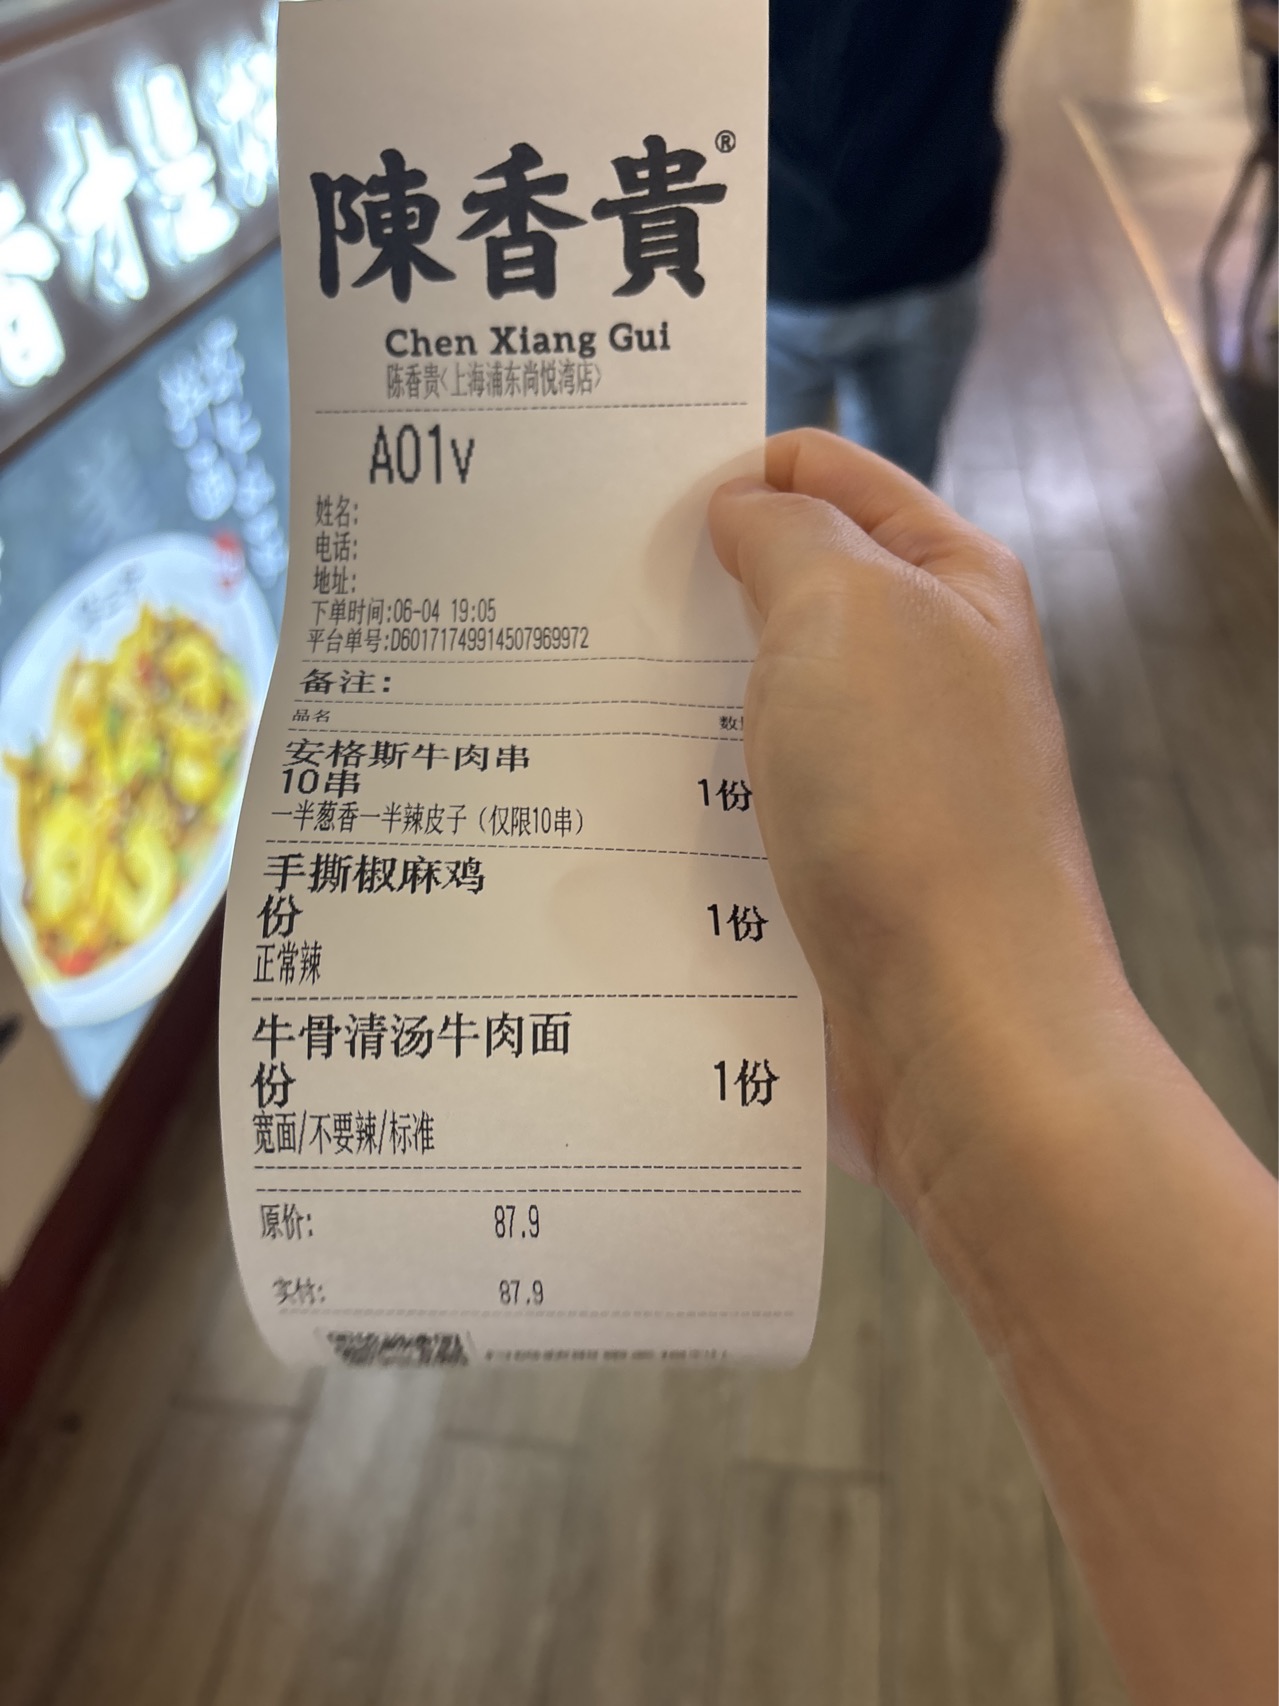 陳香貴®
Chen Xiang Gui
陈香贵<上海浦东尚悦湾店>
A01v
姓名:
电话:
地址:
下单时间:06-04 19:05
平台单号:D60171749914507969972
备注:
品名 数
安格斯牛肉串
10串 1份
一半葱香一半辣皮子（仅限10串）
手撕椒麻鸡
份 1份
正常辣
牛骨清汤牛肉面
份 1份
宽面/不要辣/标准
原价: 87.9
实付: 87.9